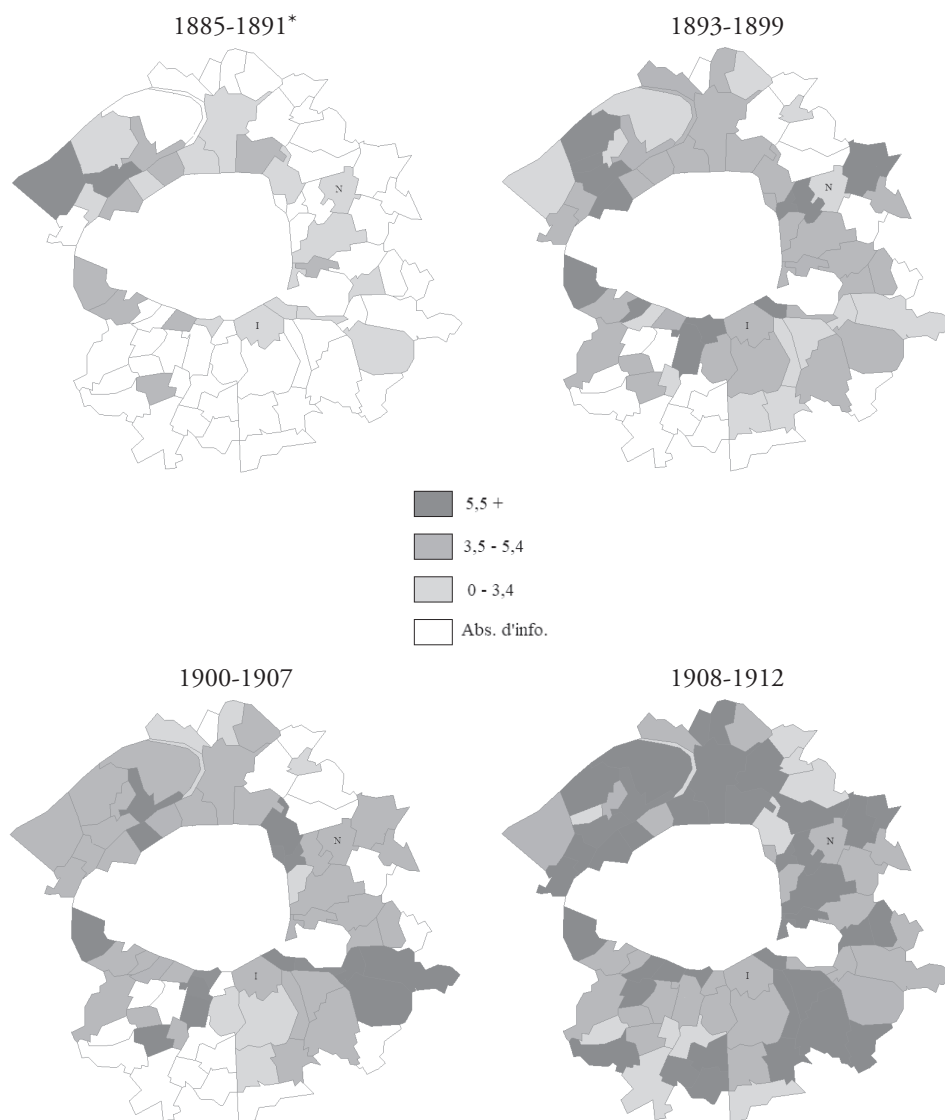 1885-1891*
1893-1899
N
I
N
I
5,5 +
3,5 - 5,4
0 - 3,4
Abs. d'info.
1900-1907
1908-1912
N
I
N
I